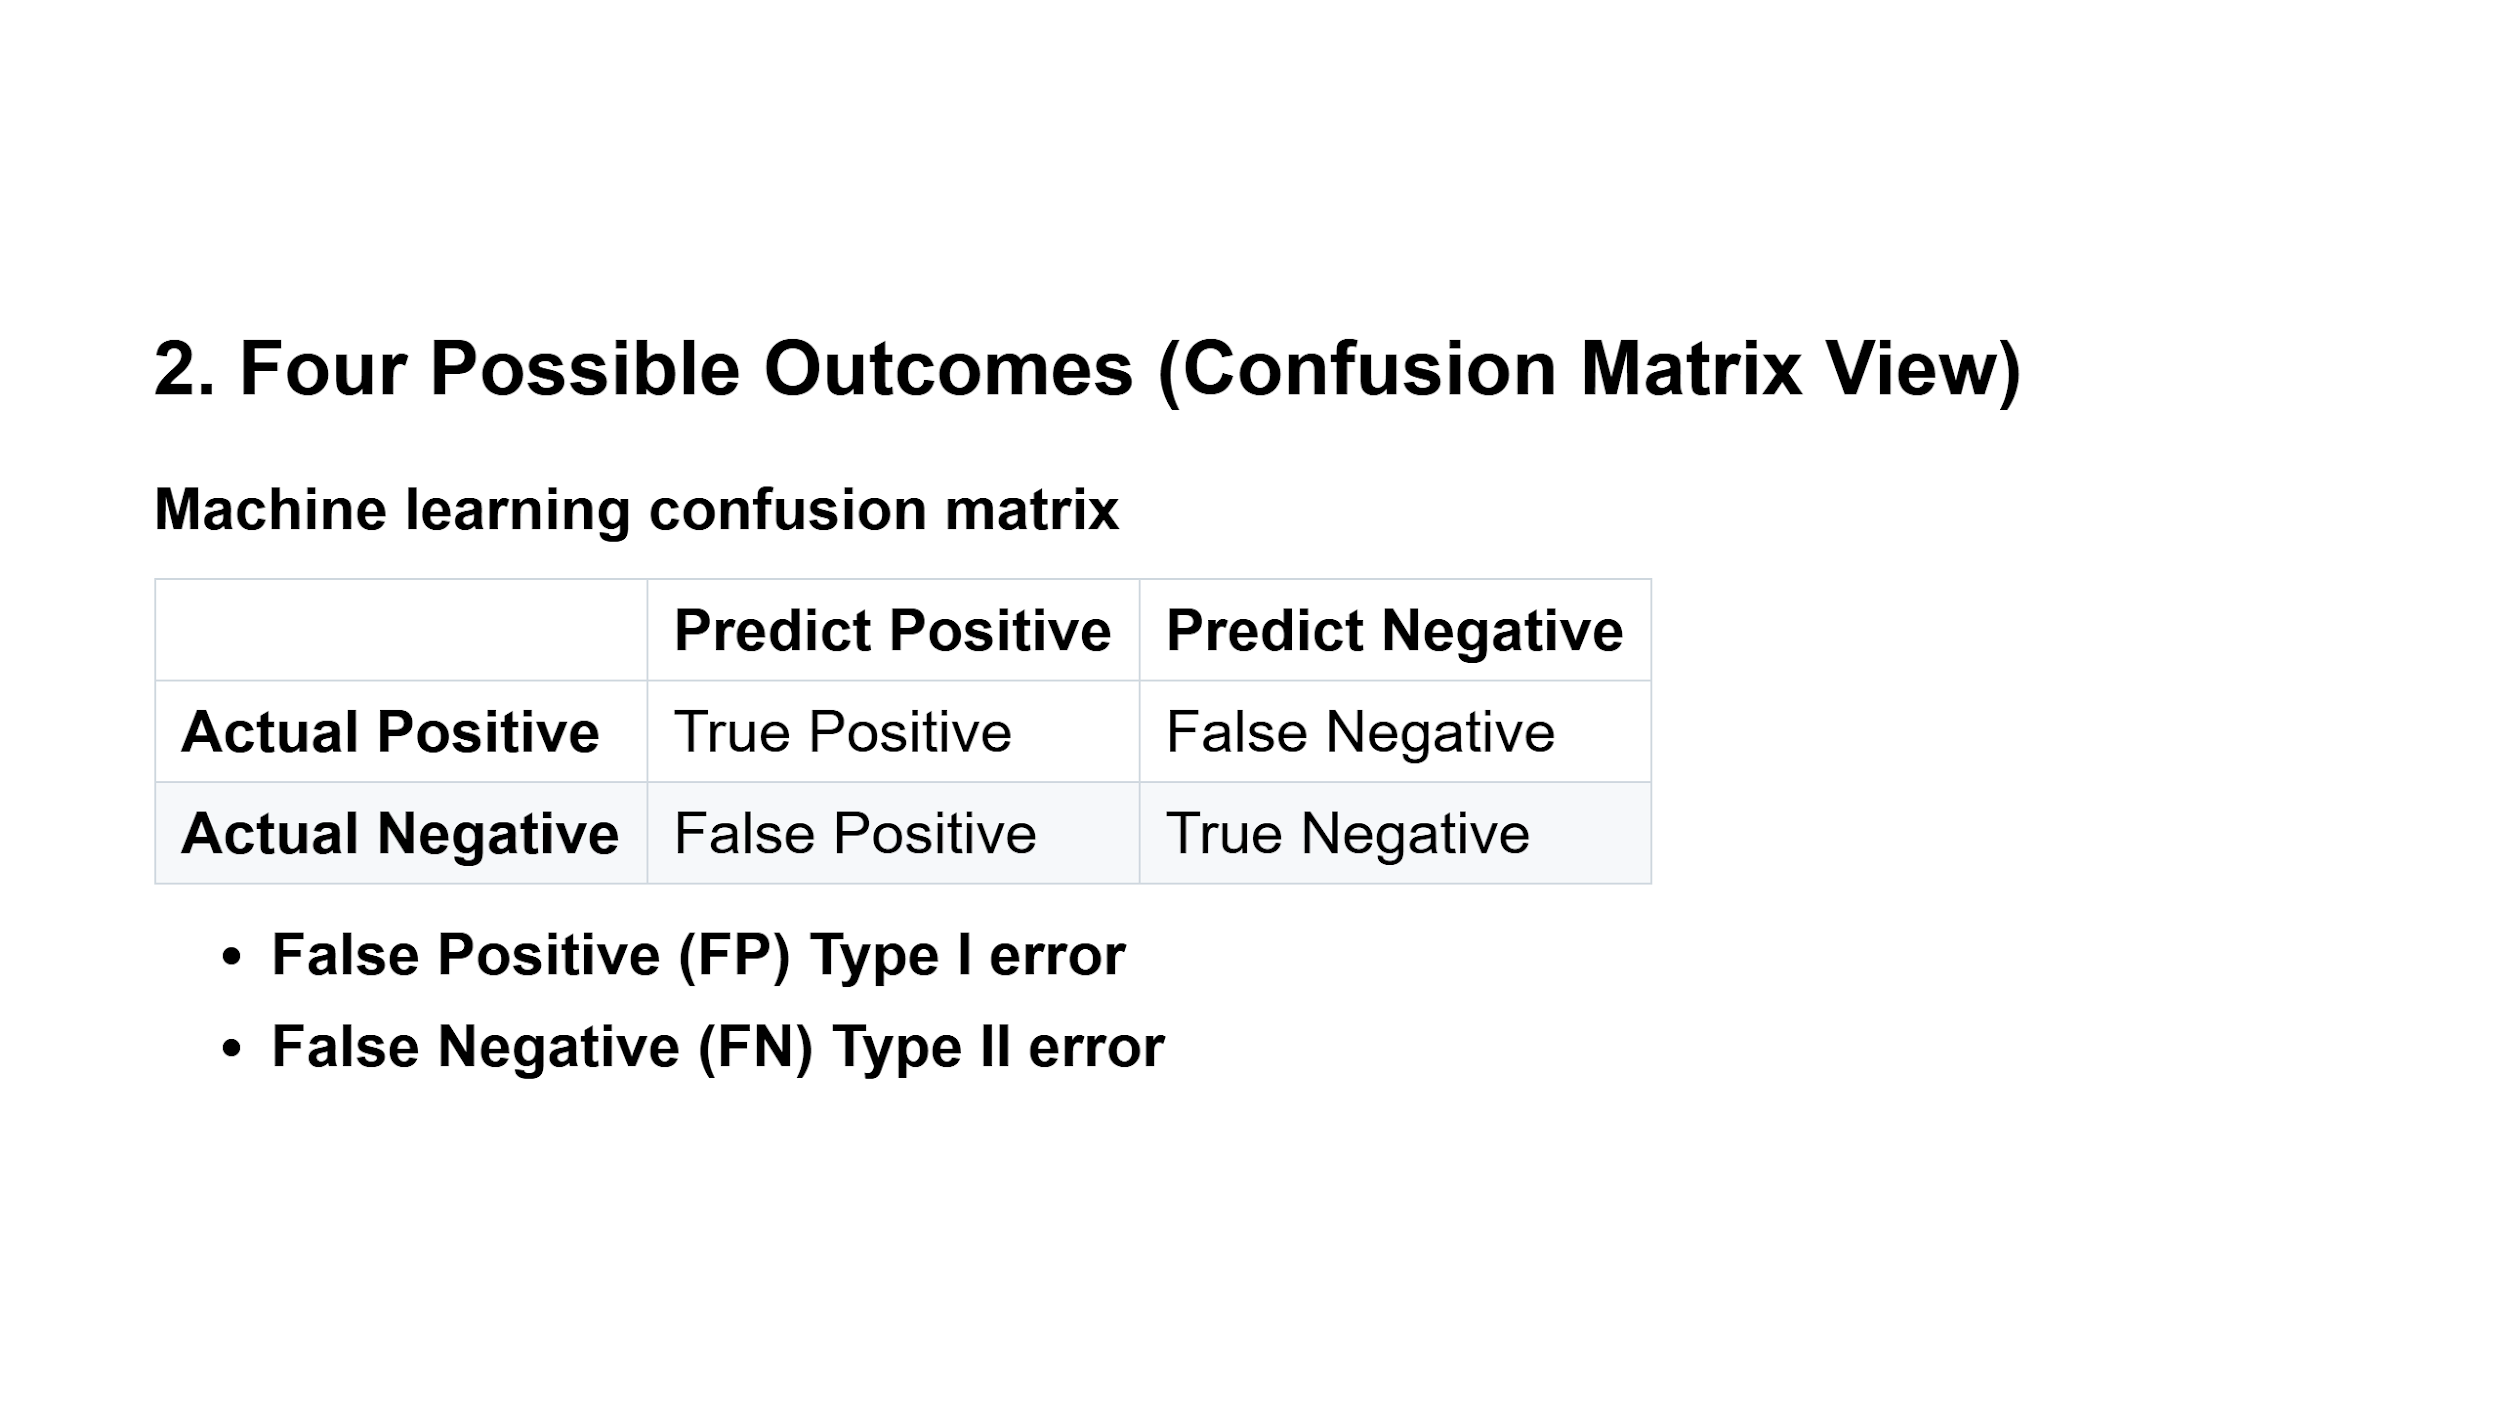 2. Four Possible Outcomes (Confusion Matrix View)
Machine learning confusion matrix
Predict Positive Predict Negative
Actual Positive True Positive False Negative
Actual Negative False Positive True Negative
• False Positive (FP) Type I error
• False Negative (FN) Type II error